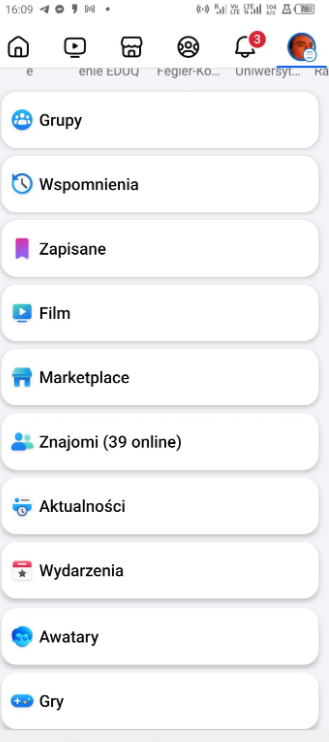 16:09
3
enie EDUQ Fegler-Ko... Uniwersyt... Ra
Grupy
Wspomnienia
Zapisane
Film
Marketplace
Znajomi (39 online)
Aktualności
Wydarzenia
Awatary
Gry